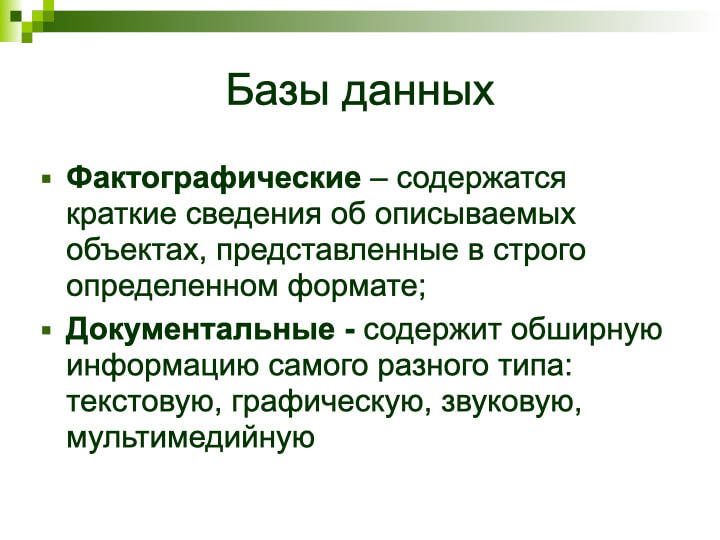 Базы данных
▪ Фактографические – содержатся
краткие сведения об описываемых
объектах, представленные в строго
определенном формате;
▪ Документальные - содержит обширную
информацию самого разного типа:
текстовую, графическую, звуковую,
мультимедийную